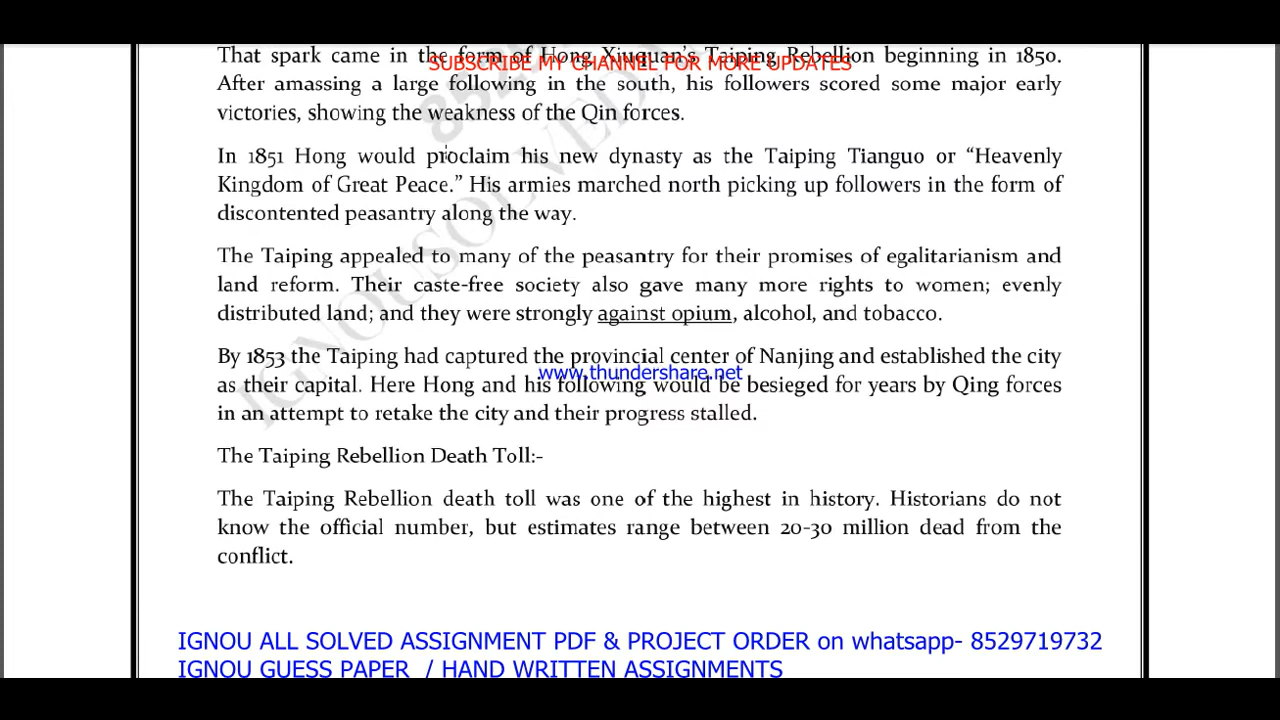 That spark came in the form of Hong Xiuquan's Taiping Rebellion beginning in 1850.
SUBSCRIBE MY CHANNEL FOR MORE UPDATES
After amassing a large following in the south, his followers scored some major early
victories, showing the weakness of the Qin forces.
In 1851 Hong would proclaim his new dynasty as the Taiping Tianguo or “Heavenly
Kingdom of Great Peace.” His armies marched north picking up followers in the form of
discontented peasantry along the way.
The Taiping appealed to many of the peasantry for their promises of egalitarianism and
land reform. Their caste-free society also gave many more rights to women; evenly
distributed land; and they were strongly against opium, alcohol, and tobacco.
By 1853 the Taiping had captured the provincial center of Nanjing and established the city
www.thundershare.net
as their capital. Here Hong and his following would be besieged for years by Qing forces
in an attempt to retake the city and their progress stalled.
The Taiping Rebellion Death Toll:-
The Taiping Rebellion death toll was one of the highest in history. Historians do not
know the official number, but estimates range between 20-30 million dead from the
conflict.
IGNOU ALL SOLVED ASSIGNMENT PDF & PROJECT ORDER on whatsapp- 8529719732
IGNOU GUESS PAPER / HAND WRITTEN ASSIGNMENTS
IGNOUSOLVED